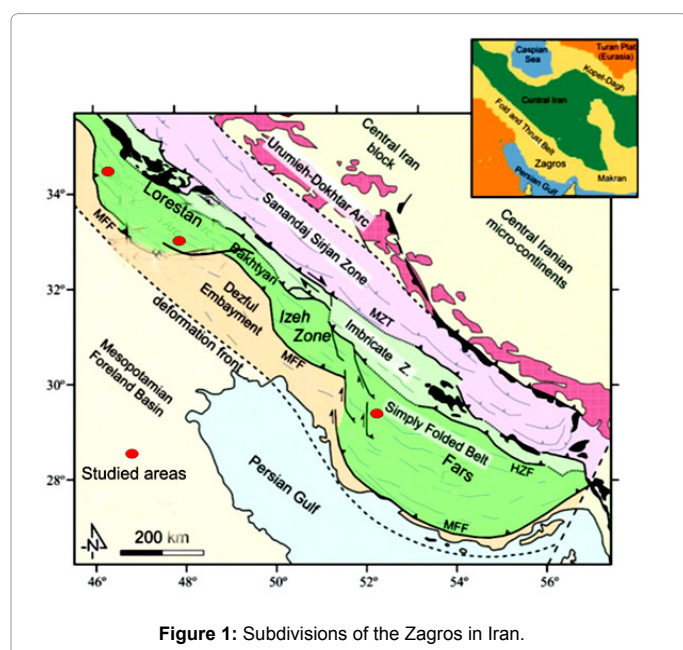 Caspian
Sea
Turan Plat
(Eurasia)
Kopet-Dagh
Central Iran
Fold and Thrust Belt
Zagros
Persian Gulf
Makran
Central Iran
block
Urumieh-Dokhtar Arc
Sanandaj Sirjan Zone
Central Iranian
micro-continents
34°
32°
30°
28°
Lorestan
MFF
Bakhtyari
Dezful
Embayment
Izeh
Zone
MZT
Imbricate Z.
deformation front
MFF
Mesopotamian
Foreland Basin
Simply Folded Belt
Fars
HZF
Studied areas
Persian Gulf
MFF
N
200 km
46°
48°
50°
52°
54°
56°
Figure 1: Subdivisions of the Zagros in Iran.